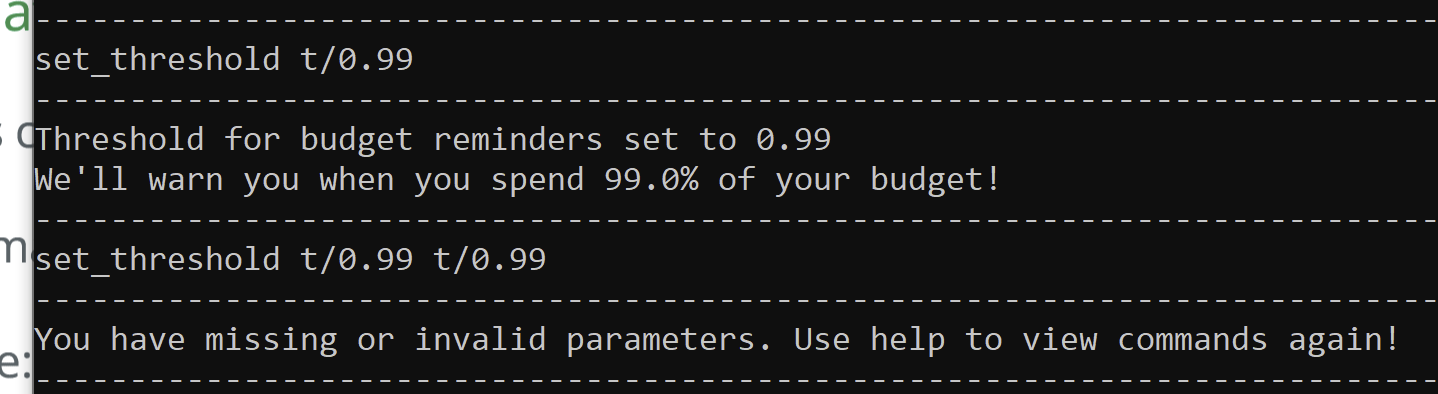 a
--------------------------------------------------------------------------
set_threshold t/0.99
--------------------------------------------------------------------------
Threshold for budget reminders set to 0.99
We'll warn you when you spend 99.0% of your budget!
--------------------------------------------------------------------------
set_threshold t/0.99 t/0.99
--------------------------------------------------------------------------
You have missing or invalid parameters. Use help to view commands again!
--------------------------------------------------------------------------
e: